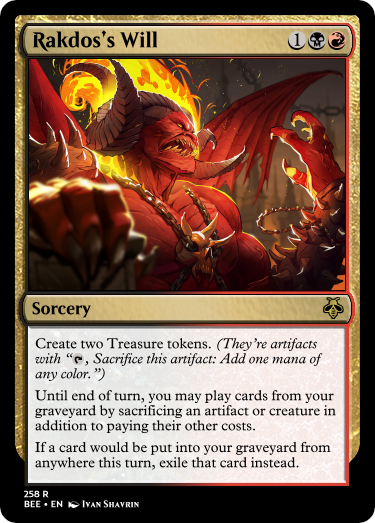 Rakdos's Will 1
Sorcery
Create two Treasure tokens. (They're artifacts
with “, Sacrifice this artifact: Add one mana of
any color.”)
Until end of turn, you may play cards from your
graveyard by sacrificing an artifact or creature in
addition to paying their other costs.
If a card would be put into your graveyard from
anywhere this turn, exile that card instead.
258 R
BEE • EN Ivan Shavrin